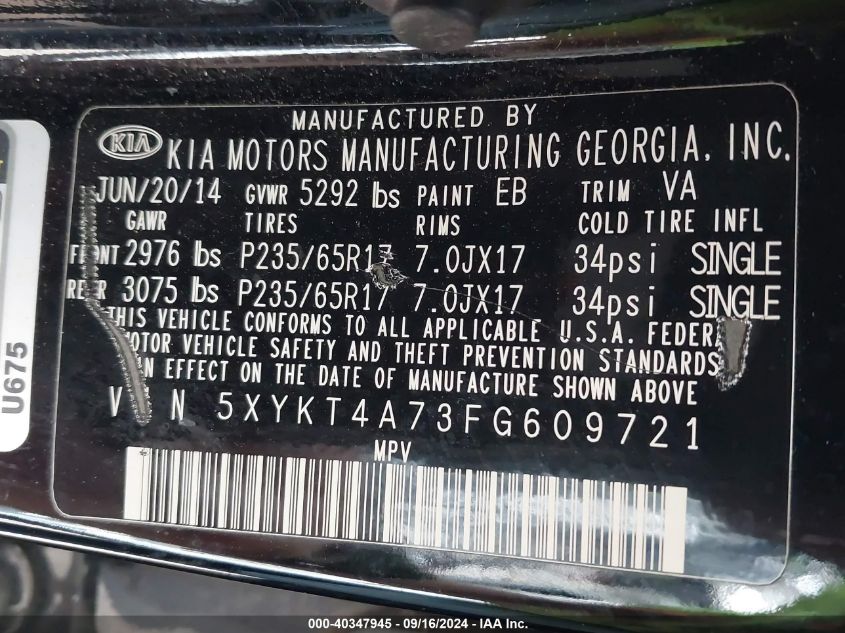 MANUFACTURED BY
KIA KIA MOTORS MANUFACTURING GEORGIA, INC.
JUN/20/14 GVWR 5292 lbs PAINT EB TRIM VA
GAWR TIRES RIMS COLD TIRE INFL
FRONT 2976 lbs P235/65R17 7.0JX17 34psi SINGLE
REAR 3075 lbs P235/65R17 7.0JX17 34psi SINGLE
THIS VEHICLE CONFORMS TO ALL APPLICABLE U.S.A. FEDERAL
MOTOR VEHICLE SAFETY AND THEFT PREVENTION STANDARDS
IN EFFECT ON THE DATE OF MANUFACTURE SHOWN ABOVE
VIN 5XYKT4A73FG609721
MPV
U675
000-40347945 - 09/16/2024 - IAA Inc.